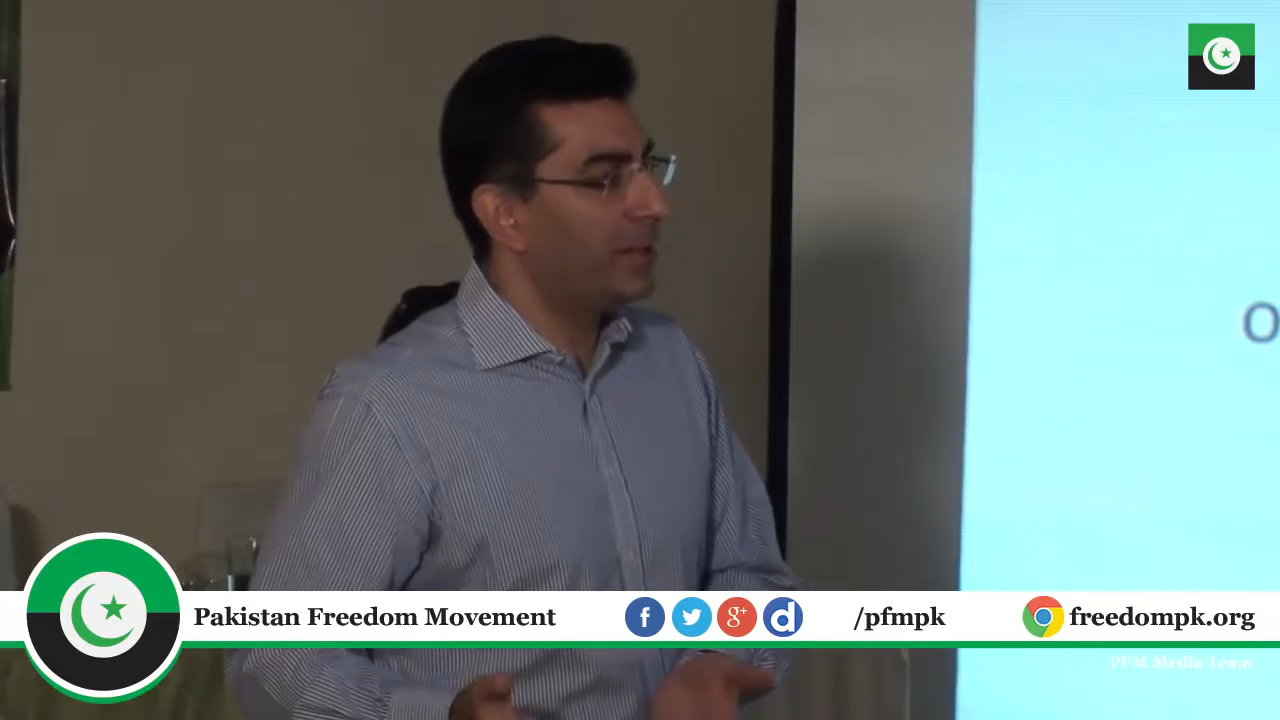 O
Pakistan Freedom Movement
f
g+
d
/pfmpk
freedompk.org
PFM Media Team